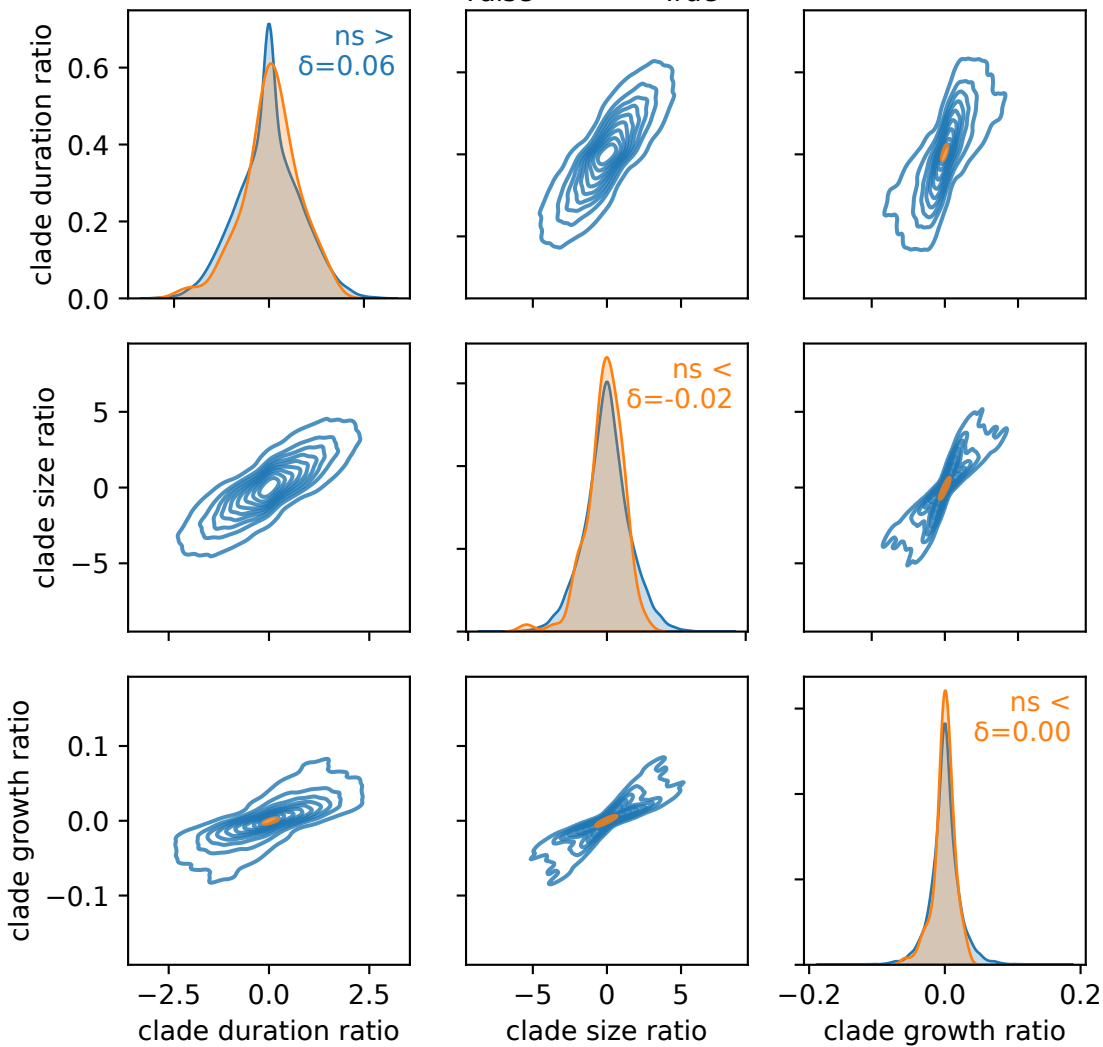 clade duration ratio
0.6
0.4
0.2
0.0
ns >
δ=0.06
clade size ratio
5
0
−5
ns <
δ=-0.02
clade growth ratio
0.1
0.0
−0.1
ns <
δ=0.00
−2.5 0.0 2.5
−5 0 5
−0.2 0.0 0.2
clade duration ratio
clade size ratio
clade growth ratio